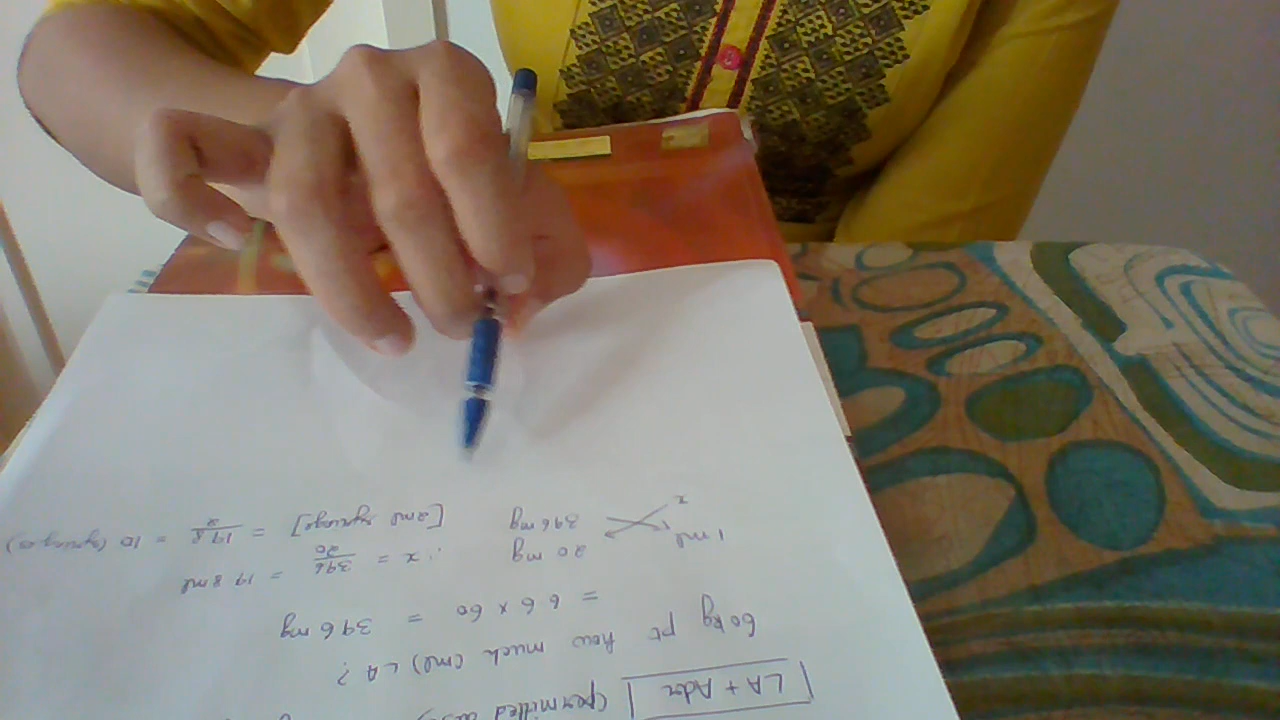 LA + Adr (permitted
60 kg pt how much (ml) LA ?
= 6 6 x 60 = 396 mg
1 ml 20 mg ∴ x = 396/20 = 19 8 ml
x 396 mg [2ml syringe] = 19 8/2 = 10 (syringes)